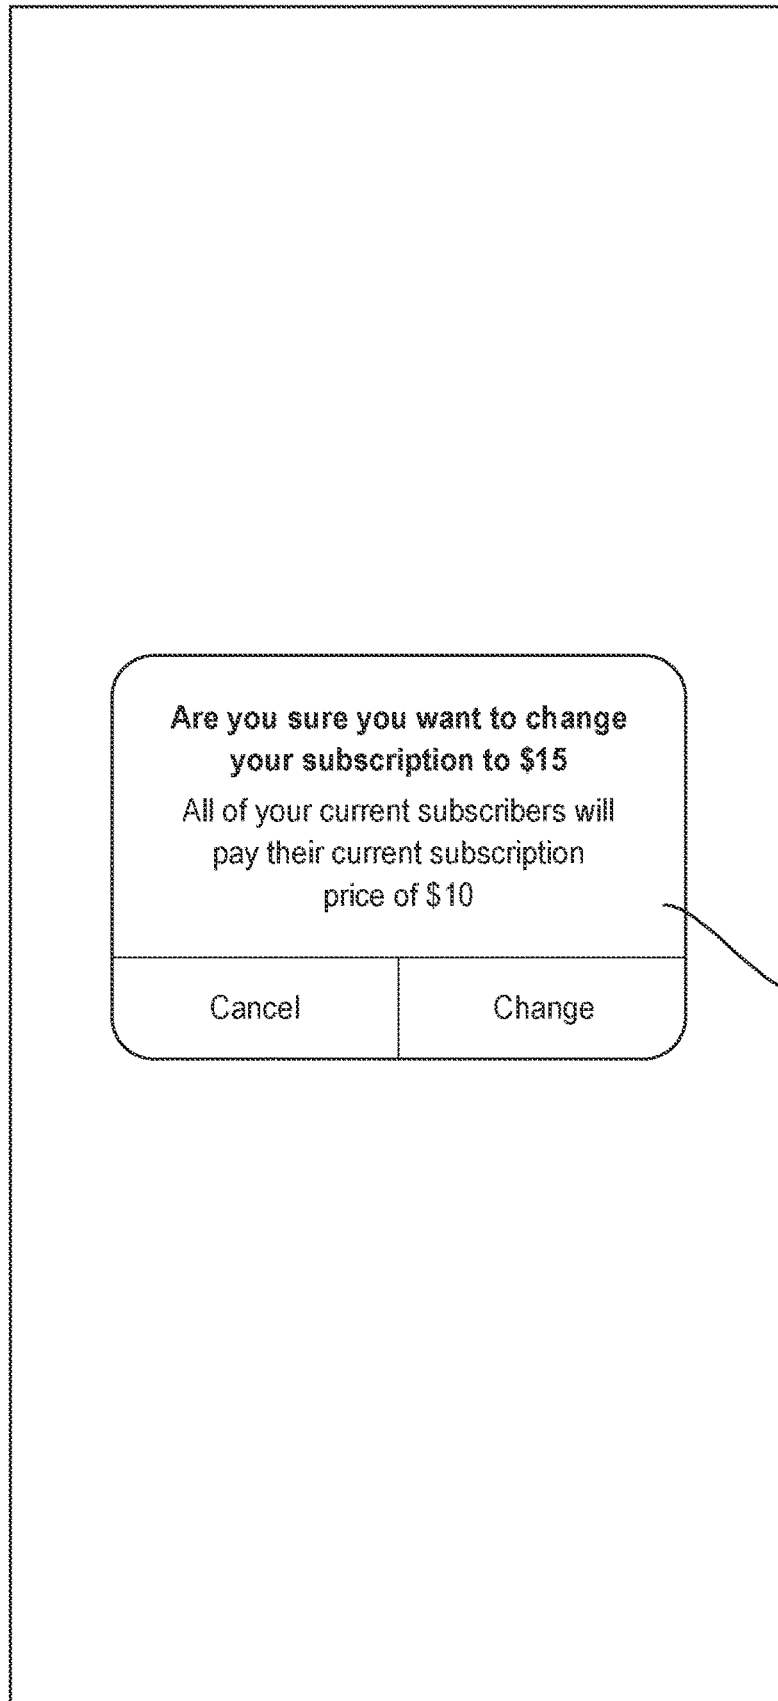 Are you sure you want to change
your subscription to $15
All of your current subscribers will
pay their current subscription
price of $10
Cancel
Change